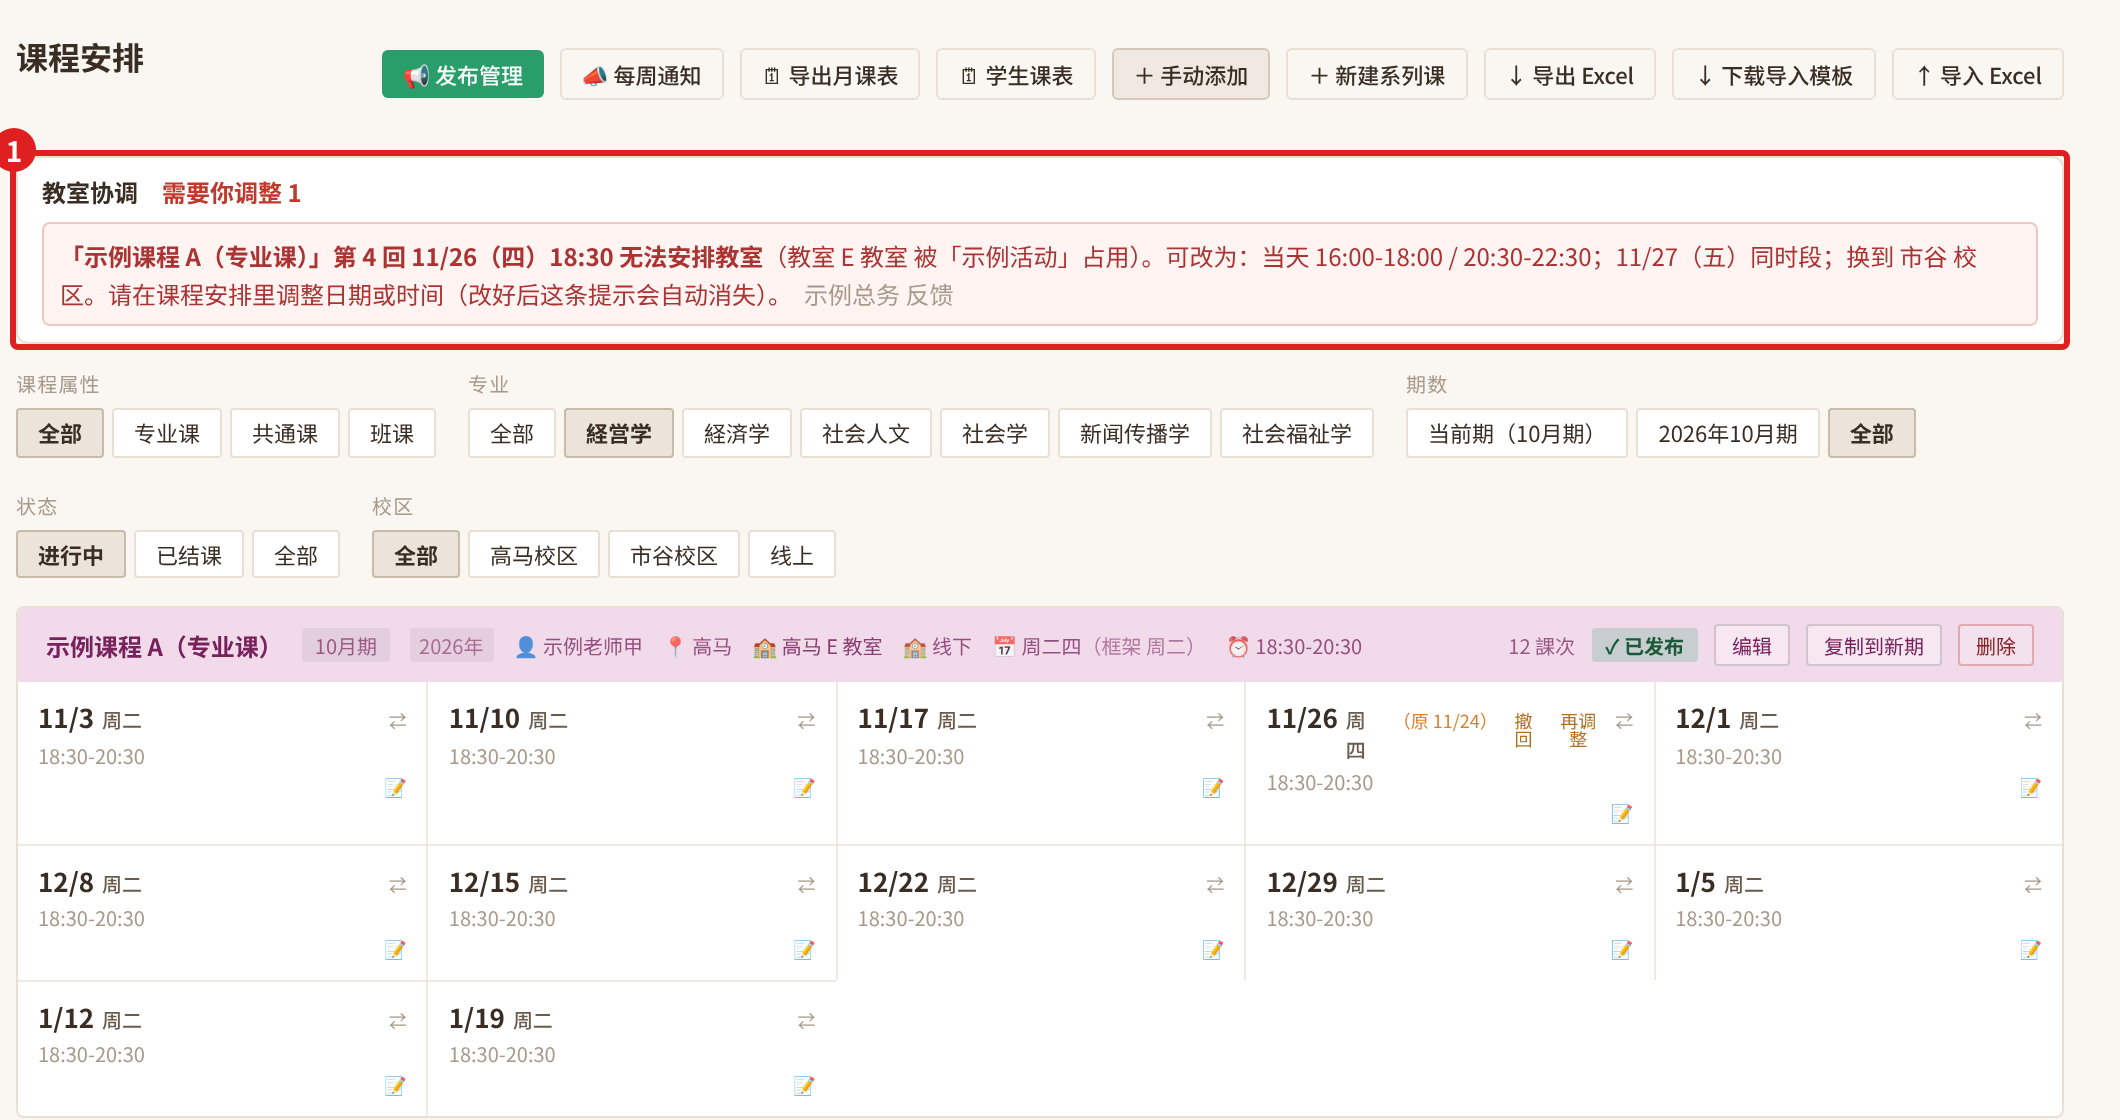 课程安排
📢 发布管理
📣 每周通知
🗓 导出月课表
🗓 学生课表
＋ 手动添加
＋ 新建系列课
↓ 导出 Excel
↓ 下载导入模板
↑ 导入 Excel
1
教室协调 需要你调整 1
「示例课程 A（专业课）」第 4 回 11/26（四）18:30 无法安排教室（教室 E 教室 被「示例活动」占用）。可改为：当天 16:00-18:00 / 20:30-22:30；11/27（五）同时段；换到 市谷 校
区。请在课程安排里调整日期或时间（改好后这条提示会自动消失）。 示例总务 反馈
课程属性
全部 专业课 共通课 班课
专业
全部 経営学 経済学 社会人文 社会学 新闻传播学 社会福祉学
期数
当前期（10月期） 2026年10月期 全部
状态
进行中 已结课 全部
校区
全部 高马校区 市谷校区 线上
示例课程 A（专业课） 10月期 2026年 👤 示例老师甲 📍 高马 🏫 高马 E 教室 🏫 线下 📅 周二四（框架 周二） ⏰ 18:30-20:30 12 課次 ✓ 已发布 编辑 复制到新期 删除
11/3 周二 ⇄
18:30-20:30
📝
11/10 周二 ⇄
18:30-20:30
📝
11/17 周二 ⇄
18:30-20:30
📝
11/26 周四 （原 11/24） 撤回 再调整 ⇄
18:30-20:30
📝
12/1 周二 ⇄
18:30-20:30
📝
12/8 周二 ⇄
18:30-20:30
📝
12/15 周二 ⇄
18:30-20:30
📝
12/22 周二 ⇄
18:30-20:30
📝
12/29 周二 ⇄
18:30-20:30
📝
1/5 周二 ⇄
18:30-20:30
📝
1/12 周二 ⇄
18:30-20:30
📝
1/19 周二 ⇄
18:30-20:30
📝